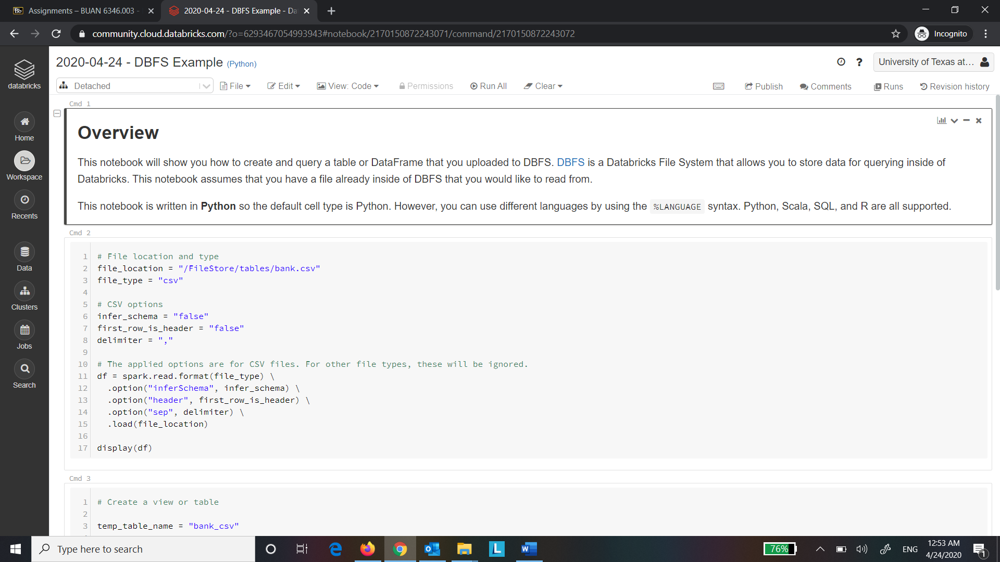 Assignments – BUAN 6346.003 -
2020-04-24 - DBFS Example - Da
community.cloud.databricks.com/?o=6293467054993943#notebook/2170150872243071/command/2170150872243072
Incognito
databricks
Home
Workspace
Recents
Data
Clusters
Jobs
Search
2020-04-24 - DBFS Example (Python)
University of Texas at...
Detached File Edit View: Code Permissions Run All Clear Publish Comments Runs Revision history
Cmd 1
Overview
This notebook will show you how to create and query a table or DataFrame that you uploaded to DBFS. DBFS is a Databricks File System that allows you to store data for querying inside of
Databricks. This notebook assumes that you have a file already inside of DBFS that you would like to read from.
This notebook is written in Python so the default cell type is Python. However, you can use different languages by using the %LANGUAGE syntax. Python, Scala, SQL, and R are all supported.
Cmd 2
1 # File location and type
2 file_location = "/FileStore/tables/bank.csv"
3 file_type = "csv"
4
5 # CSV options
6 infer_schema = "false"
7 first_row_is_header = "false"
8 delimiter = ","
9
10 # The applied options are for CSV files. For other file types, these will be ignored.
11 df = spark.read.format(file_type) \
12   .option("inferSchema", infer_schema) \
13   .option("header", first_row_is_header) \
14   .option("sep", delimiter) \
15   .load(file_location)
16
17 display(df)
Cmd 3
1 # Create a view or table
2
3 temp_table_name = "bank_csv"
Type here to search
76%
ENG
12:53 AM
4/24/2020
1